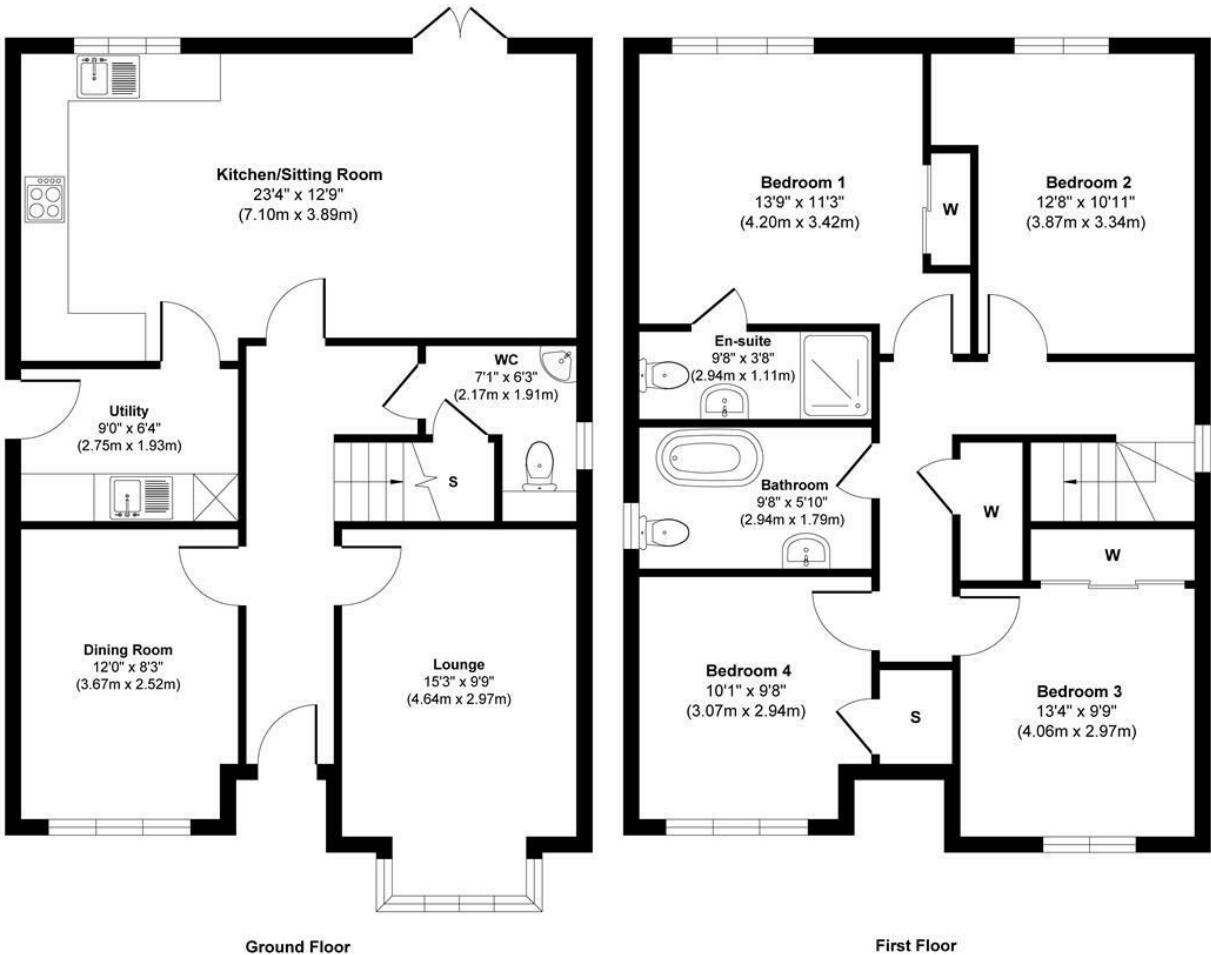 Kitchen/Sitting Room
23'4" x 12'9"
(7.10m x 3.89m)
WC
7'1" x 6'3"
(2.17m x 1.91m)
Utility
9'0" x 6'4"
(2.75m x 1.93m)
S
Dining Room
12'0" x 8'3"
(3.67m x 2.52m)
Lounge
15'3" x 9'9"
(4.64m x 2.97m)
Ground Floor
Bedroom 1
13'9" x 11'3"
(4.20m x 3.42m)
W
Bedroom 2
12'8" x 10'11"
(3.87m x 3.34m)
En-suite
9'8" x 3'8"
(2.94m x 1.11m)
Bathroom
9'8" x 5'10"
(2.94m x 1.79m)
W
W
Bedroom 4
10'1" x 9'8"
(3.07m x 2.94m)
S
Bedroom 3
13'4" x 9'9"
(4.06m x 2.97m)
First Floor